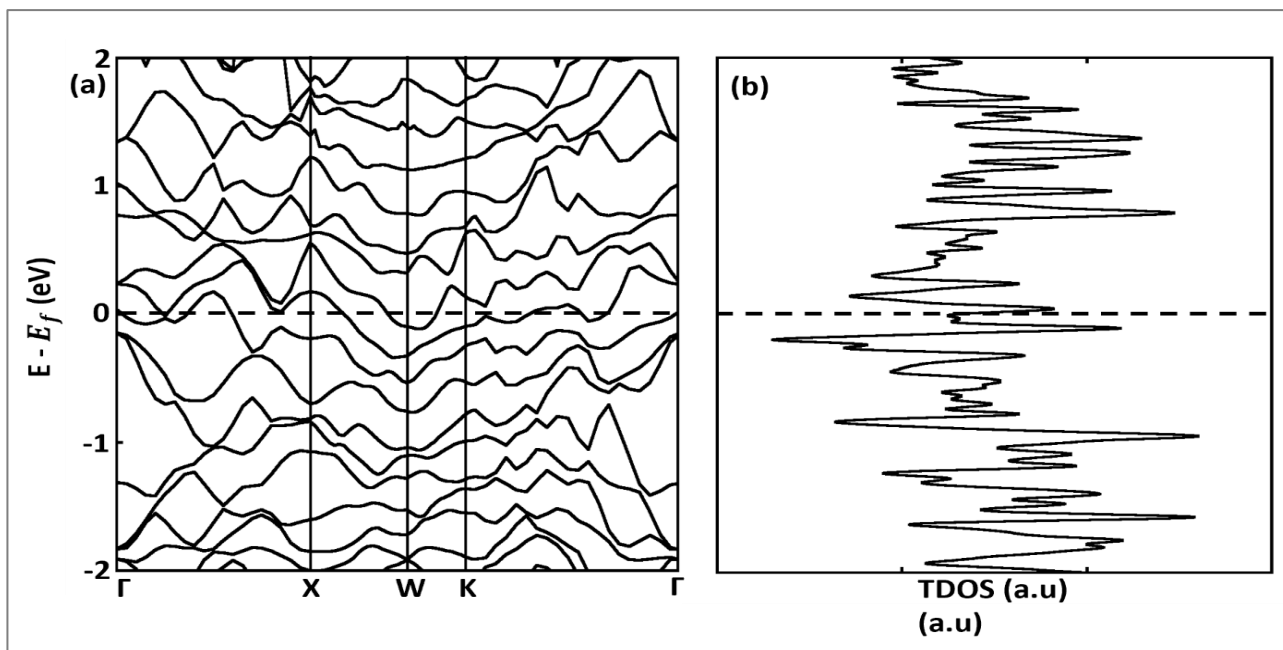 (a)
2
1
0
-1
-2
E - E_f (eV)
Γ X W K Γ
(b)
TDOS (a.u)
(a.u)